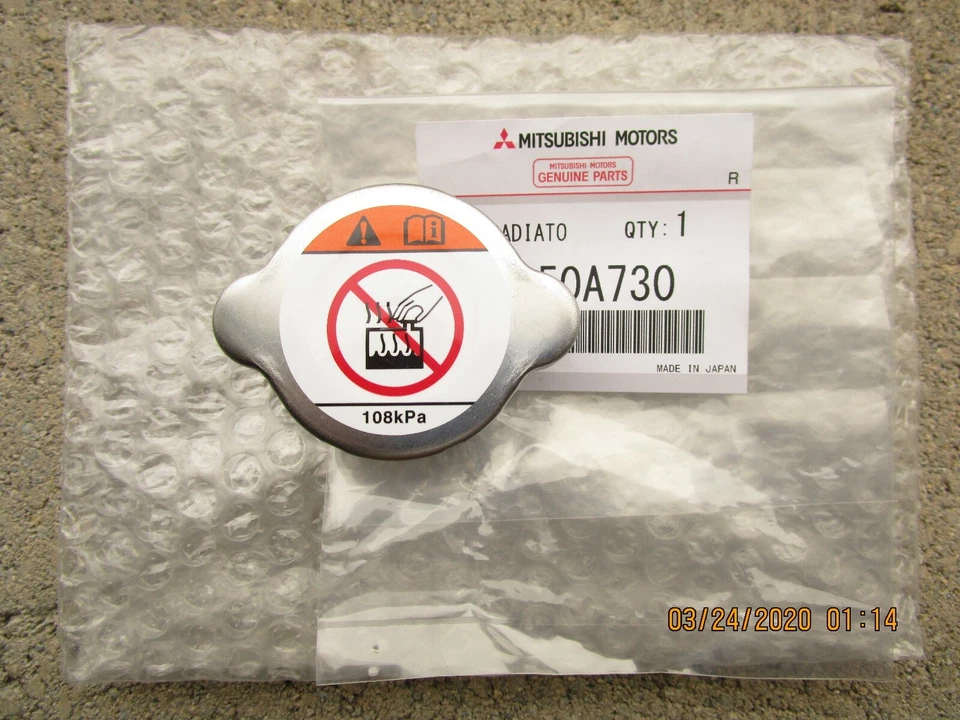 MITSUBISHI MOTORS
MITSUBISHI MOTORS
GENUINE PARTS
R
ADIATO QTY: 1
50A730
MADE IN JAPAN
108kPa
03/24/2020 01:14